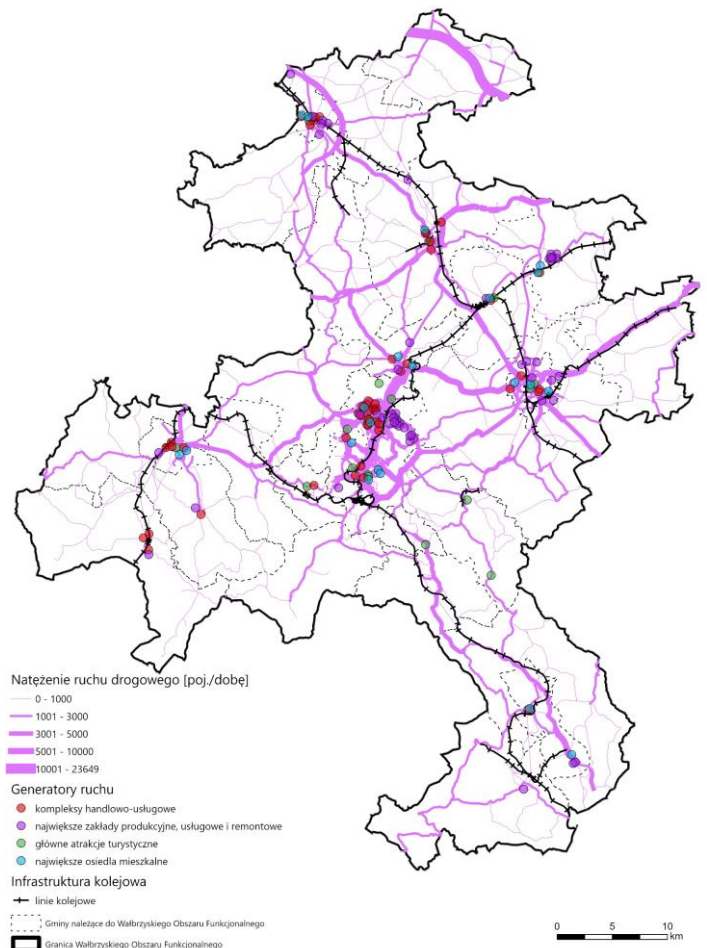 Natężenie ruchu drogowego [poj./dobę]
0 - 1000
1001 - 3000
3001 - 5000
5001 - 10000
10001 - 23649
Generatory ruchu
kompleksy handlowo-usługowe
największe zakłady produkcyjne, usługowe i remontowe
główne atrakcje turystyczne
największe osiedla mieszkalne
Infrastruktura kolejowa
linie kolejowe
Gminy należące do Wałbrzyskiego Obszaru Funkcjonalnego
Granica Wałbrzyskiego Obszaru Funkcjonalnego
0 5 10
km